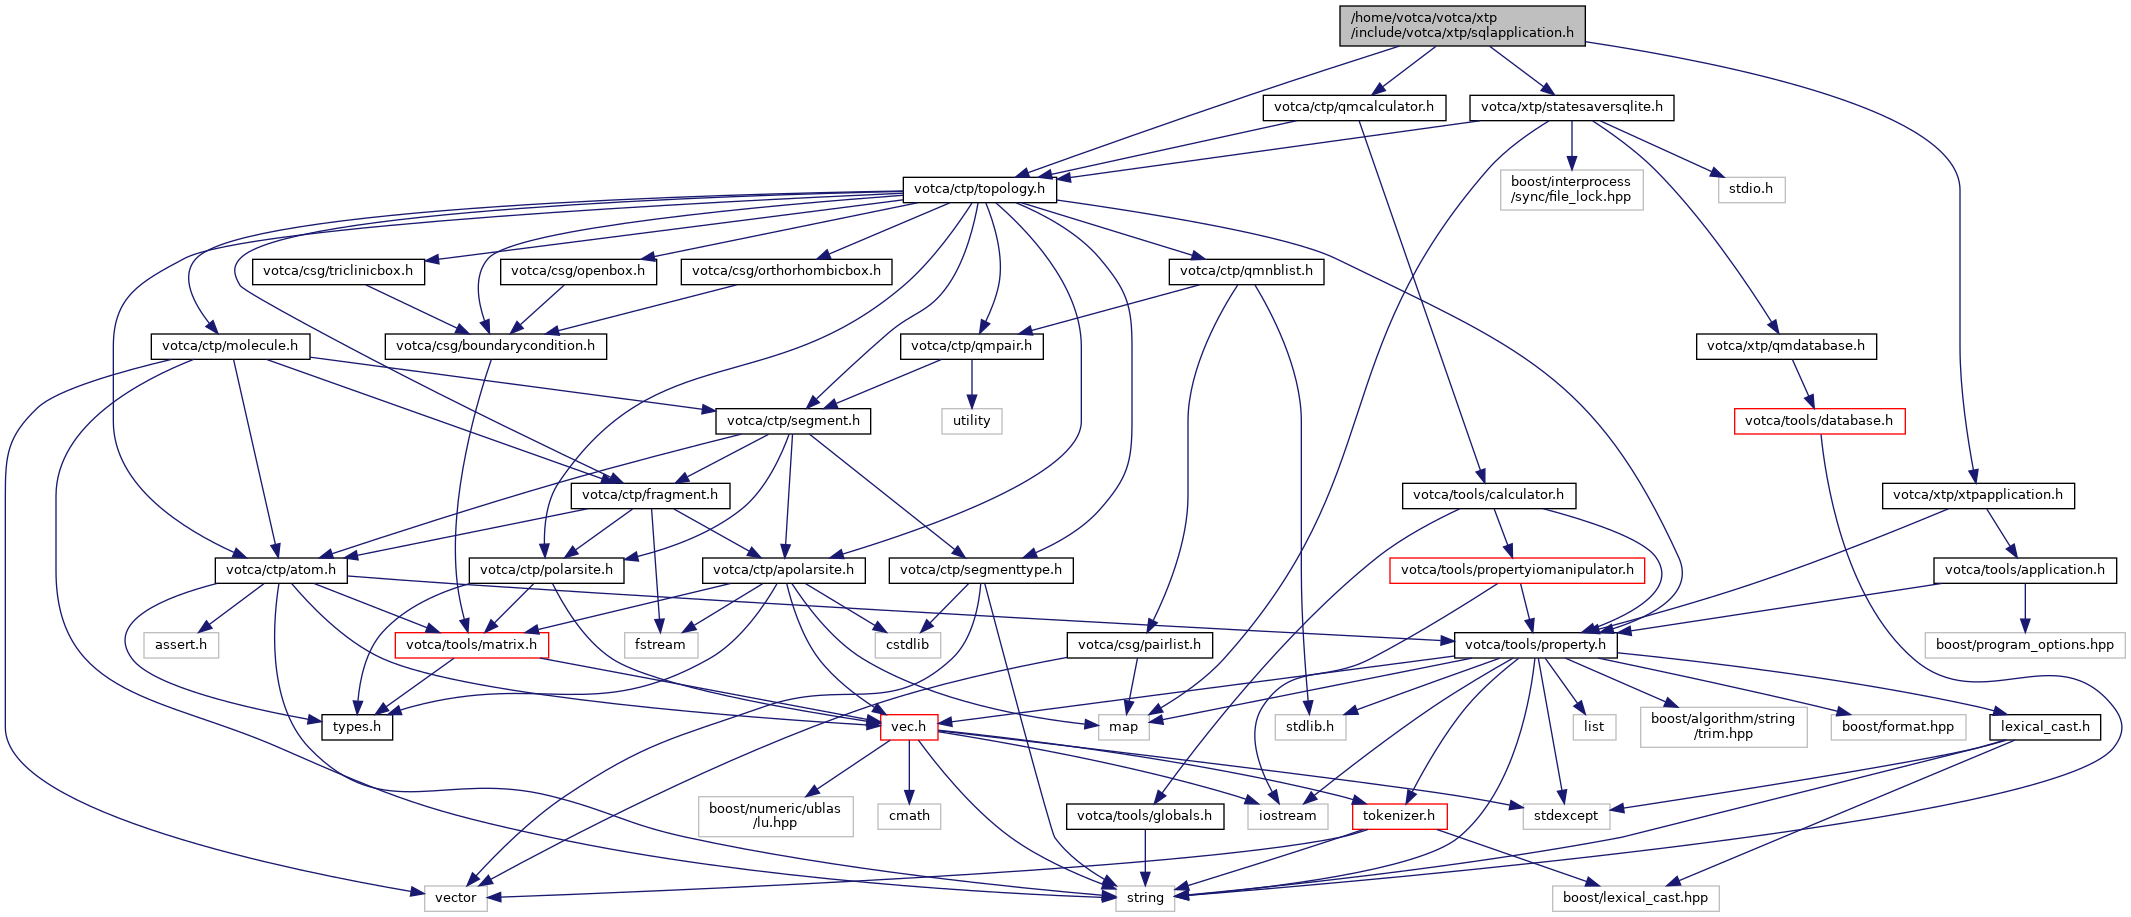 /home/votca/votca/xtp
/include/votca/xtp/sqlapplication.h
votca/ctp/qmcalculator.h
votca/xtp/statesaversqlite.h
votca/ctp/topology.h
boost/interprocess
/sync/file_lock.hpp
stdio.h
votca/csg/triclinicbox.h
votca/csg/openbox.h
votca/csg/orthorhombicbox.h
votca/ctp/qmnblist.h
votca/ctp/molecule.h
votca/csg/boundarycondition.h
votca/ctp/qmpair.h
votca/xtp/qmdatabase.h
votca/ctp/segment.h
utility
votca/tools/database.h
votca/ctp/fragment.h
votca/tools/calculator.h
votca/xtp/xtpapplication.h
votca/ctp/atom.h
votca/ctp/polarsite.h
votca/ctp/apolarsite.h
votca/ctp/segmenttype.h
votca/tools/propertyiomanipulator.h
votca/tools/application.h
assert.h
votca/tools/matrix.h
fstream
cstdlib
votca/csg/pairlist.h
votca/tools/property.h
boost/program_options.hpp
types.h
vec.h
map
stdlib.h
list
boost/algorithm/string
/trim.hpp
boost/format.hpp
lexical_cast.h
boost/numeric/ublas
/lu.hpp
cmath
votca/tools/globals.h
iostream
tokenizer.h
stdexcept
vector
string
boost/lexical_cast.hpp